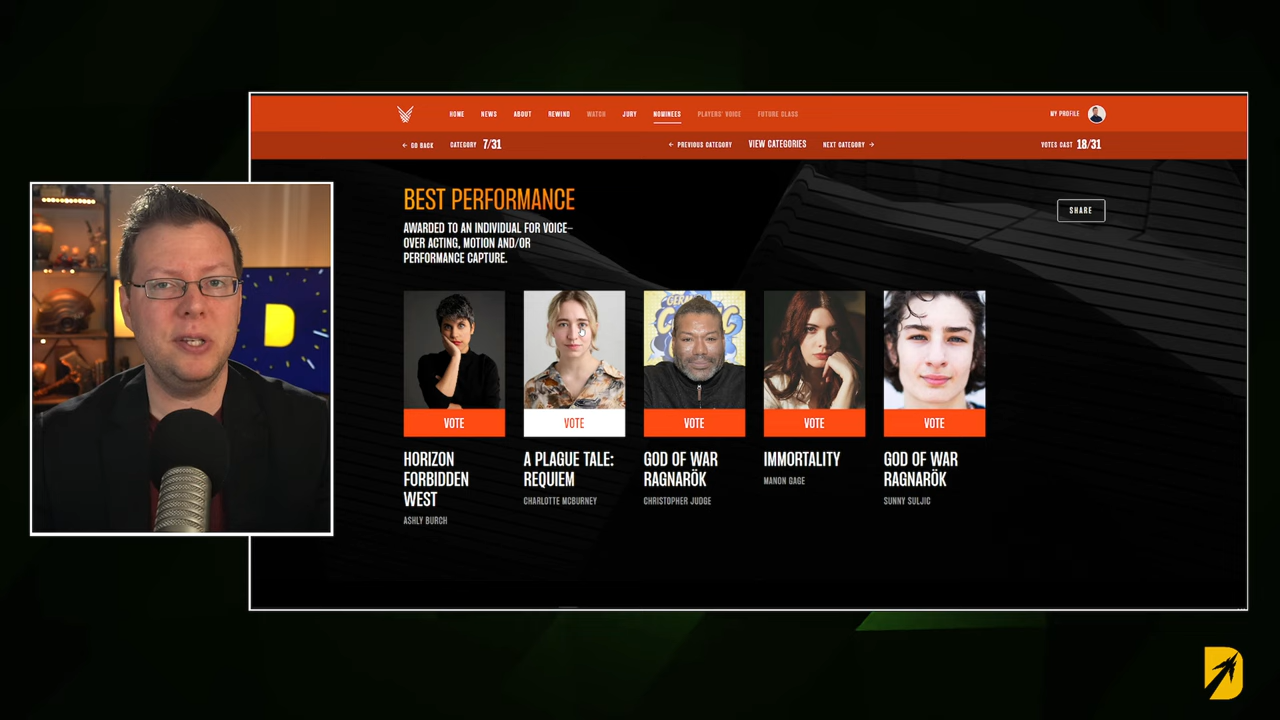 HOME NEWS ABOUT REWIND WATCH JURY NOMINEES PLAYERS' VOICE FUTURE CLASS MY PROFILE
← GO BACK CATEGORY 7/31 ← PREVIOUS CATEGORY VIEW CATEGORIES NEXT CATEGORY → VOTES CAST 18/31
BEST PERFORMANCE
SHARE
AWARDED TO AN INDIVIDUAL FOR VOICE-
OVER ACTING, MOTION AND/OR
PERFORMANCE CAPTURE.
D
VOTE VOTE VOTE VOTE VOTE
HORIZON
FORBIDDEN
WEST
ASHLY BURCH
A PLAGUE TALE:
REQUIEM
CHARLOTTE MCBURNEY
GOD OF WAR
RAGNARÖK
CHRISTOPHER JUDGE
IMMORTALITY
MANON GAGE
GOD OF WAR
RAGNARÖK
SUNNY SULJIC
D